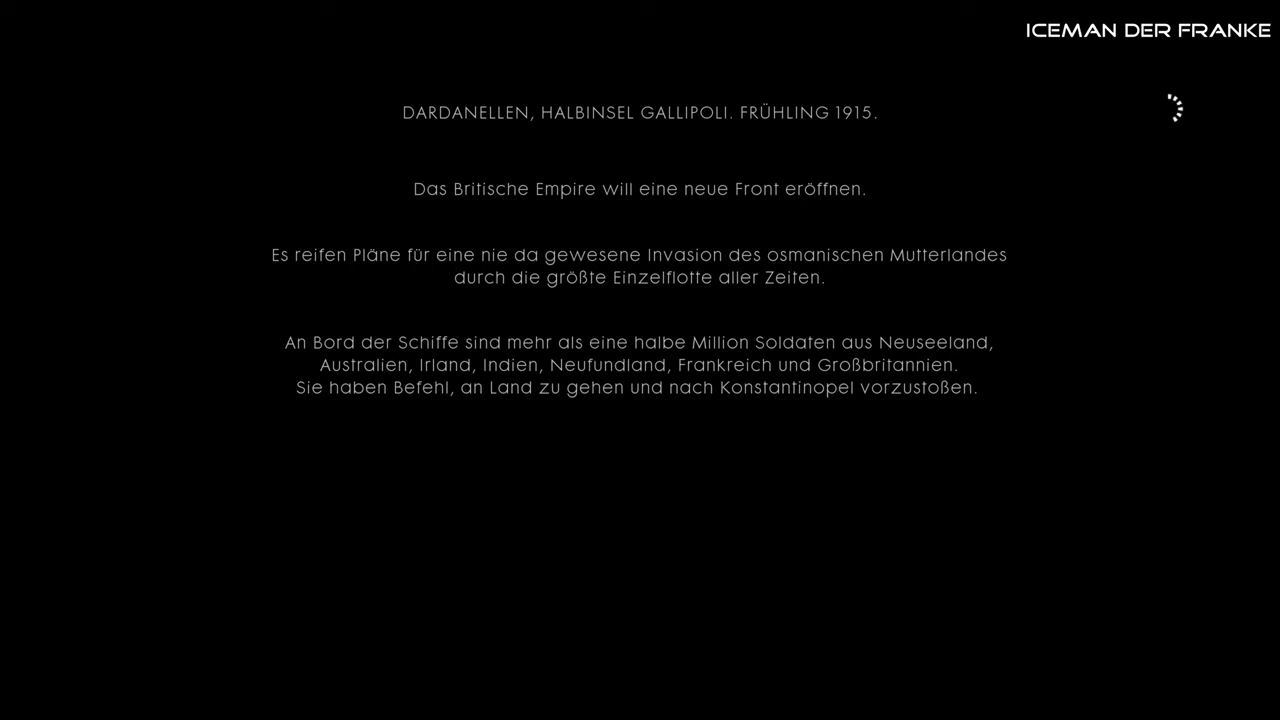 ICEMAN DER FRANKE
DARDANELLEN, HALBINSEL GALLIPOLI. FRÜHLING 1915.
Das Britische Empire will eine neue Front eröffnen.
Es reifen Pläne für eine nie da gewesene Invasion des osmanischen Mutterlandes
durch die größte Einzelflotte aller Zeiten.
An Bord der Schiffe sind mehr als eine halbe Million Soldaten aus Neuseeland,
Australien, Irland, Indien, Neufundland, Frankreich und Großbritannien.
Sie haben Befehl, an Land zu gehen und nach Konstantinopel vorzustoßen.